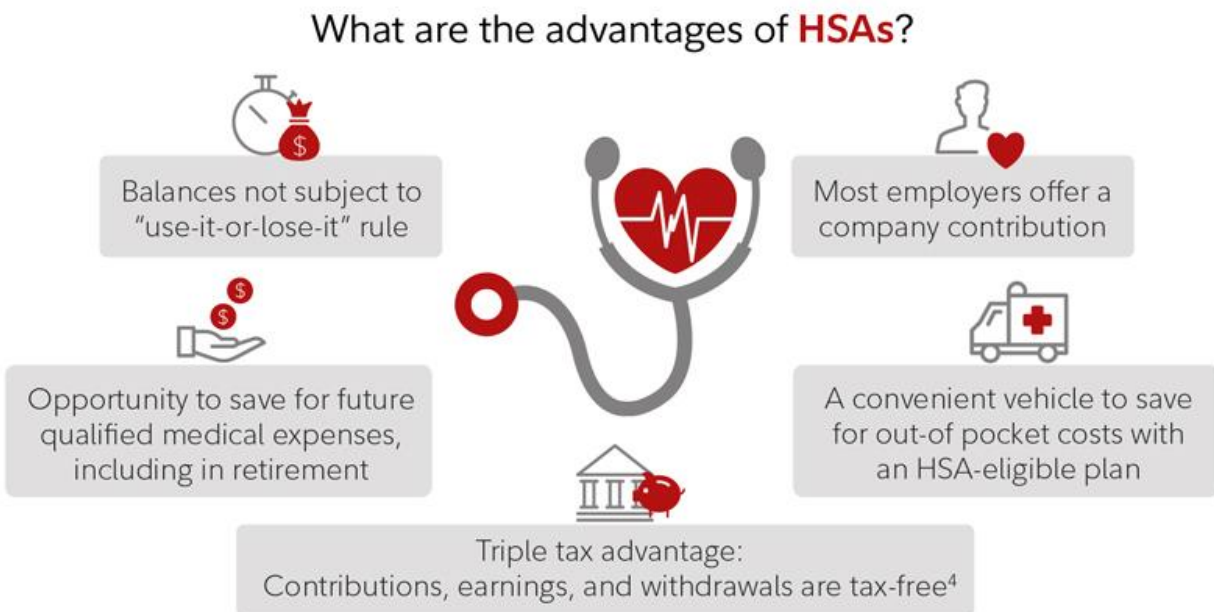 What are the advantages of HSAs?
$
Balances not subject to
“use-it-or-lose-it” rule
Most employers offer a
company contribution
$
$
Opportunity to save for future
qualified medical expenses,
including in retirement
A convenient vehicle to save
for out-of pocket costs with
an HSA-eligible plan
Triple tax advantage:
Contributions, earnings, and withdrawals are tax-free⁴